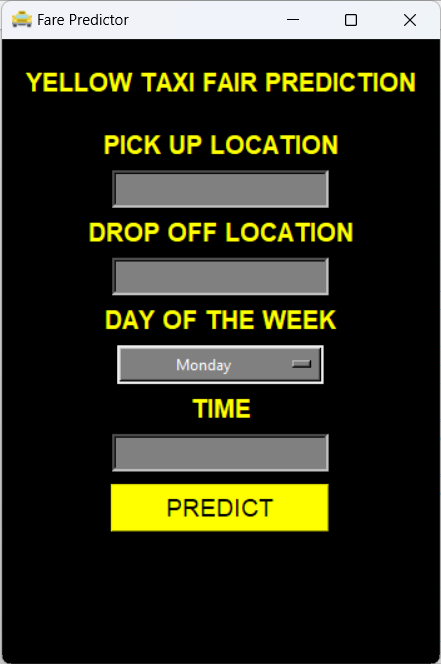 Fare Predictor
YELLOW TAXI FAIR PREDICTION
PICK UP LOCATION
DROP OFF LOCATION
DAY OF THE WEEK
Monday
TIME
PREDICT